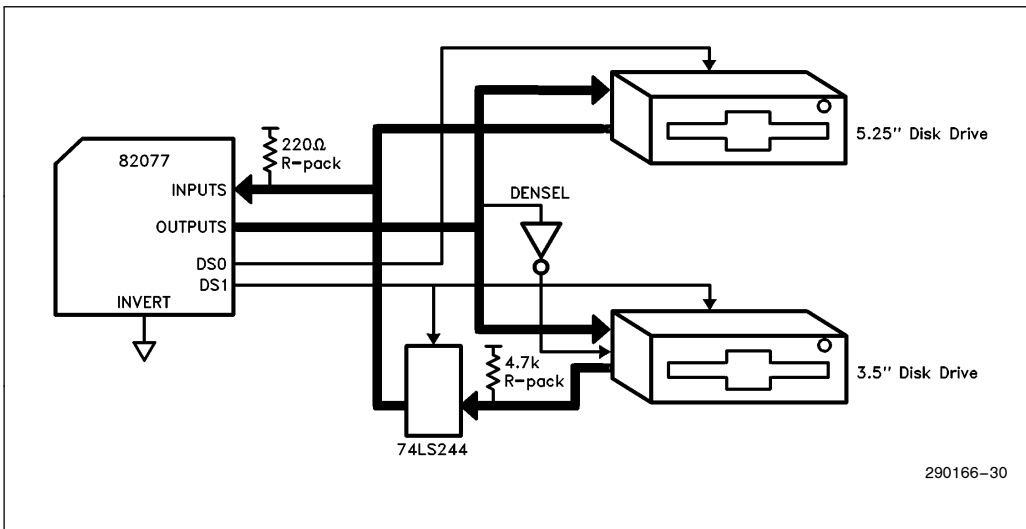 82077
INPUTS
OUTPUTS
DS0
DS1
INVERT
220Ω
R-pack
DENSEL
5.25'' Disk Drive
4.7k
R-pack
74LS244
3.5'' Disk Drive
290166–30